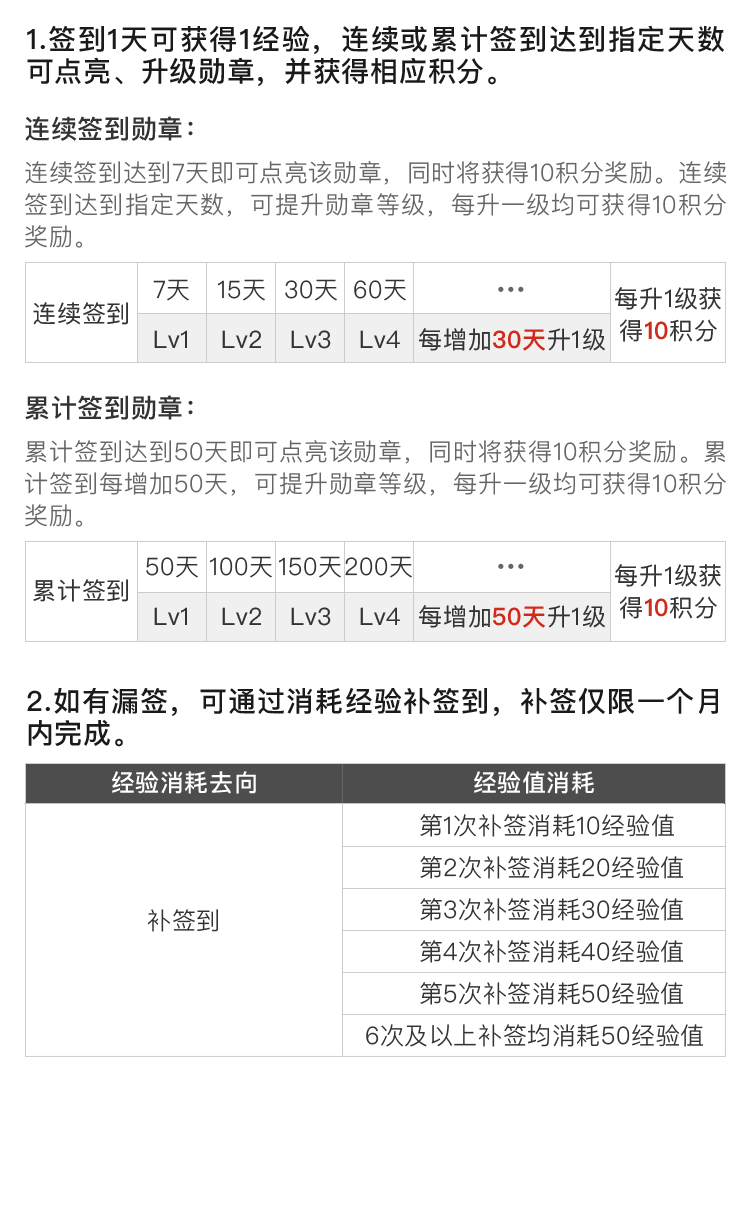 1.签到1天可获得1经验，连续或累计签到达到指定天数
可点亮、升级勋章，并获得相应积分。
连续签到勋章：
连续签到达到7天即可点亮该勋章，同时将获得10积分奖励。连续
签到达到指定天数，可提升勋章等级，每升一级均可获得10积分
奖励。
连续签到
7天 15天 30天 60天 •••
Lv1 Lv2 Lv3 Lv4 每增加30天升1级
每升1级获
得10积分
累计签到勋章：
累计签到达到50天即可点亮该勋章，同时将获得10积分奖励。累
计签到每增加50天，可提升勋章等级，每升一级均可获得10积分
奖励。
累计签到
50天 100天 150天 200天 •••
Lv1 Lv2 Lv3 Lv4 每增加50天升1级
每升1级获
得10积分
2.如有漏签，可通过消耗经验补签到，补签仅限一个月
内完成。
经验消耗去向 经验值消耗
补签到
第1次补签消耗10经验值
第2次补签消耗20经验值
第3次补签消耗30经验值
第4次补签消耗40经验值
第5次补签消耗50经验值
6次及以上补签均消耗50经验值